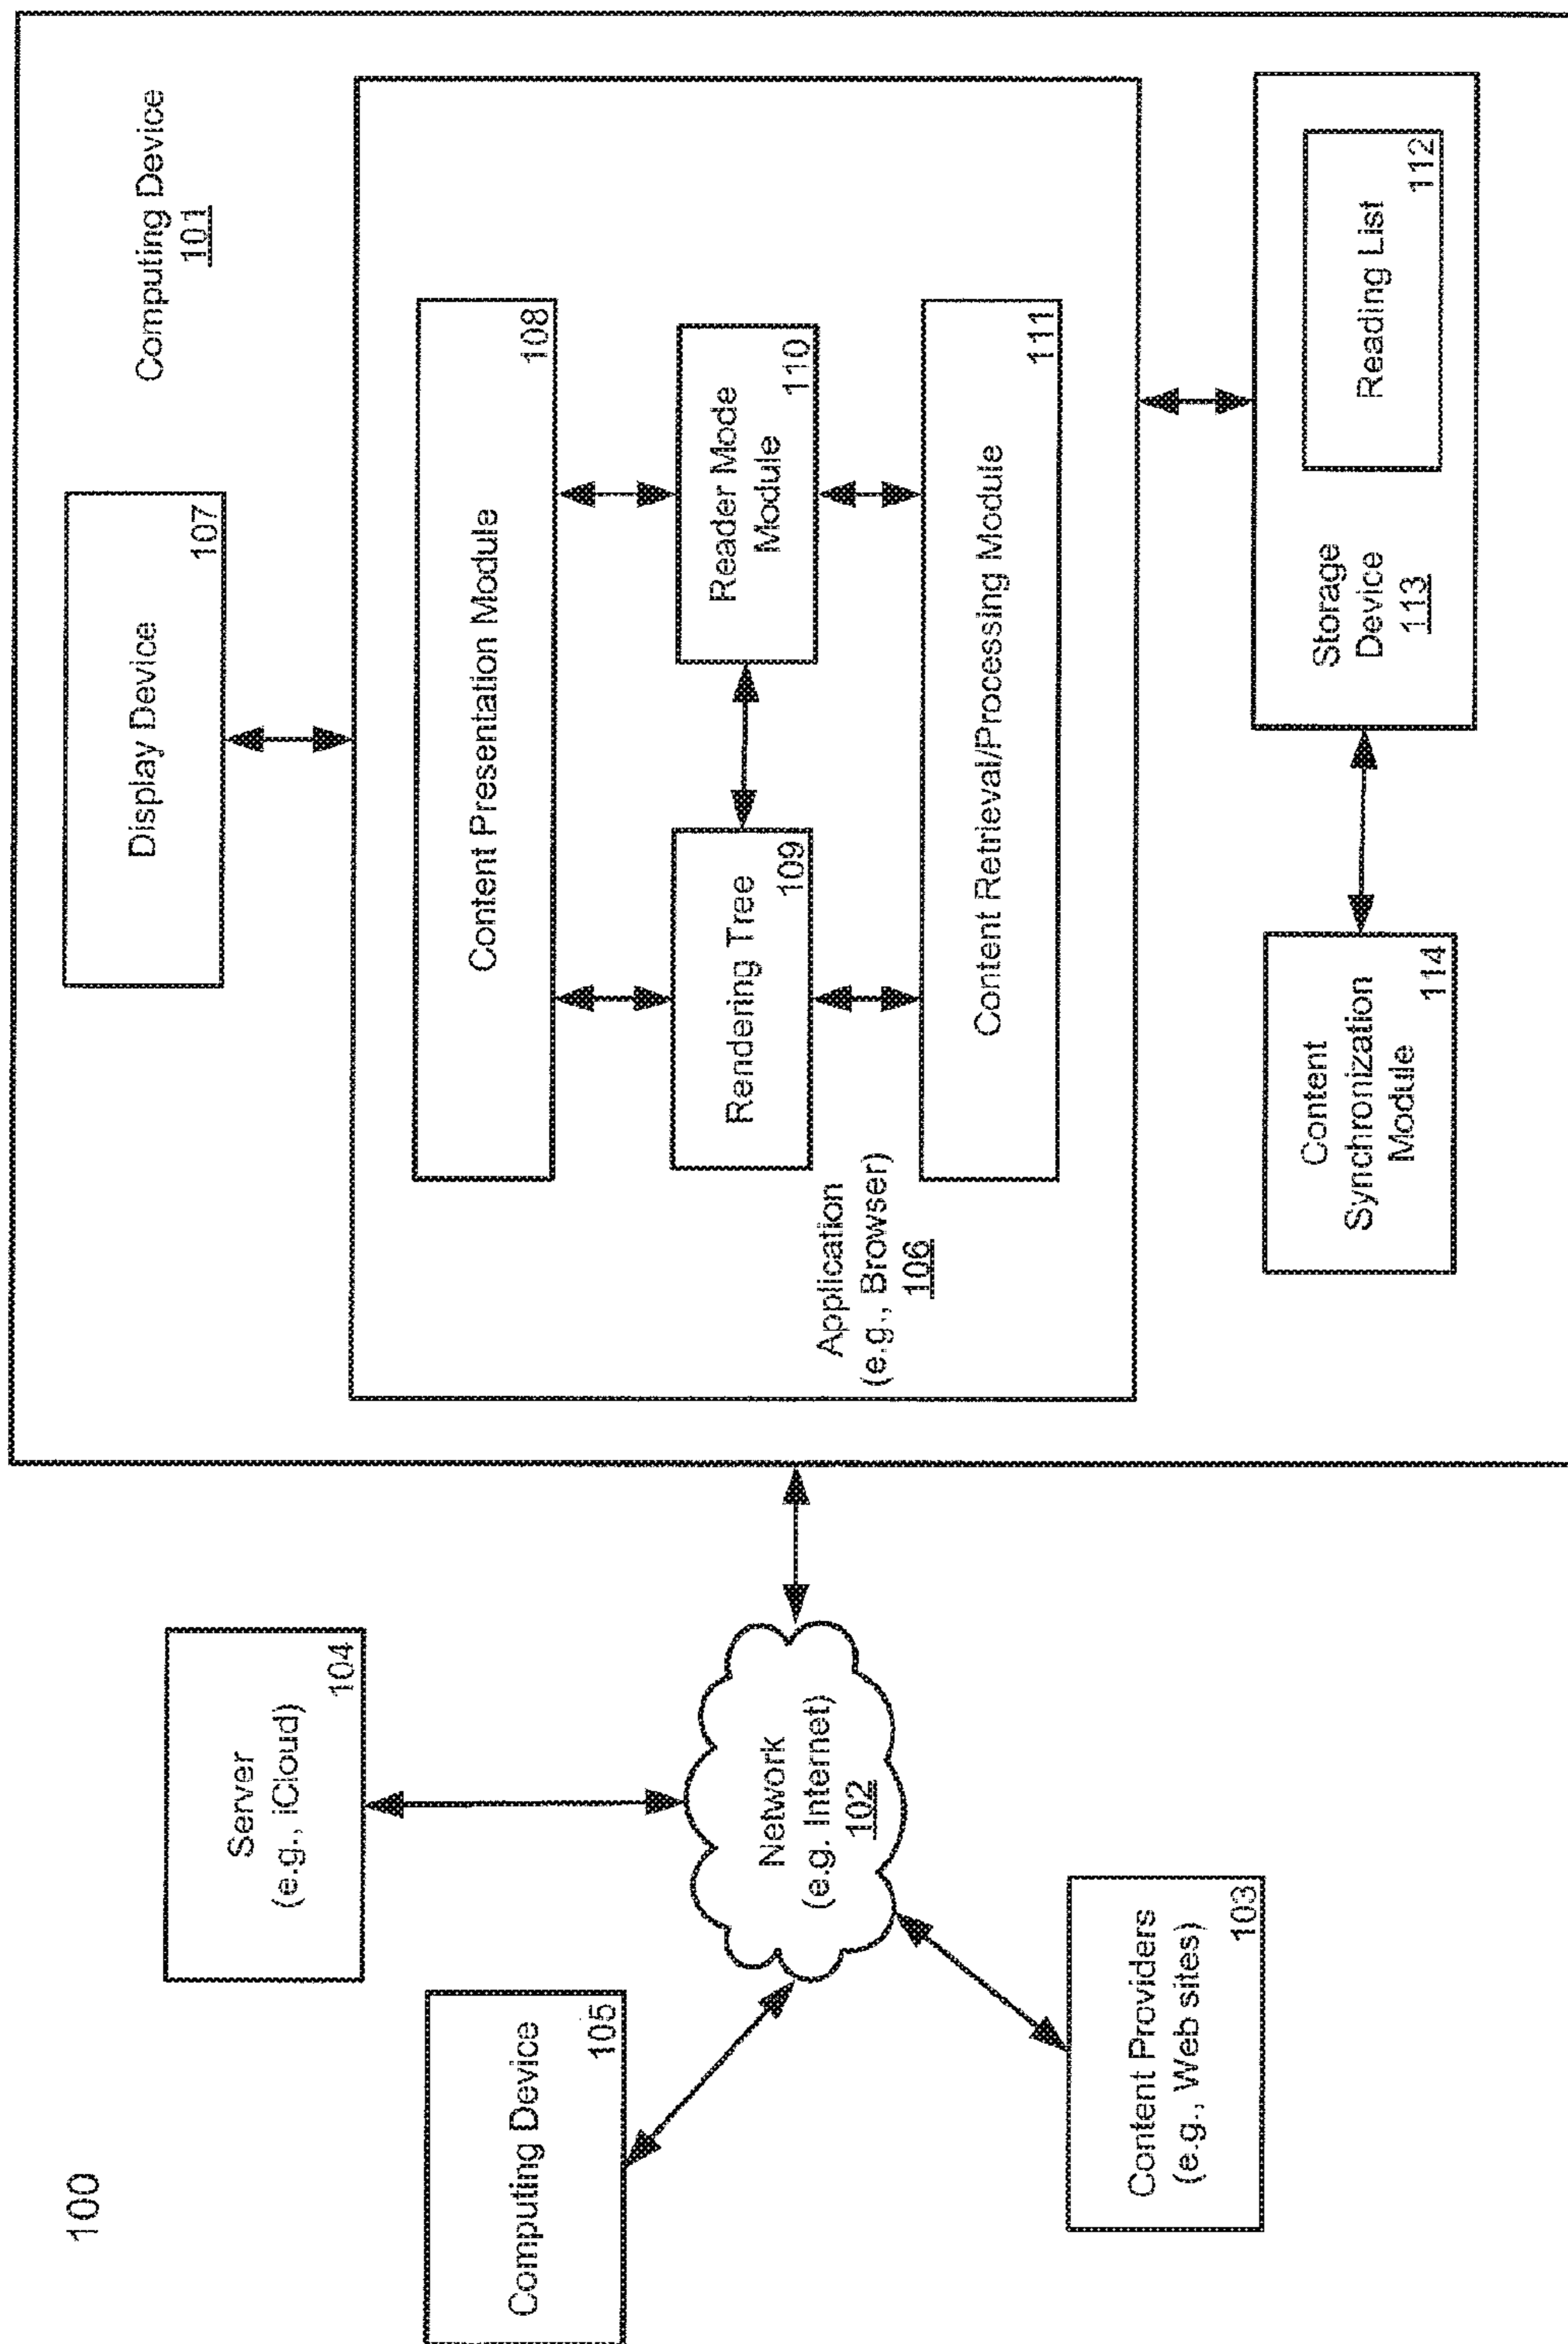 100
Computing Device
105
Server
(e.g., iCloud)
104
Network
(e.g. Internet)
102
Content Providers
(e.g., Web sites)
103
Computing Device
101
Display Device
107
Application
(e.g., Browser)
106
Content Presentation Module
108
Rendering Tree
109
Reader Mode
Module
110
Content Retrieval/Processing Module
111
Content
Synchronization
Module
114
Storage
Device
113
Reading List
112